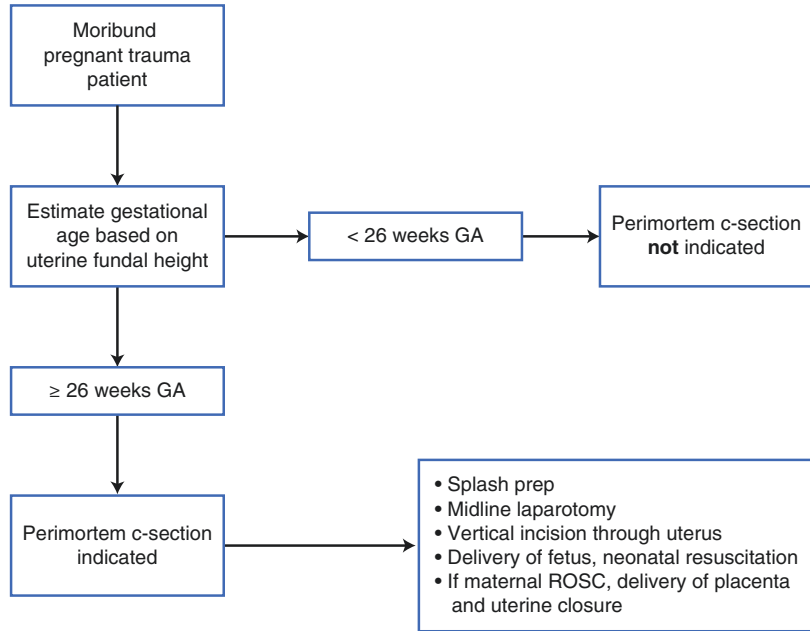 Moribund
pregnant trauma
patient
Estimate gestational
age based on
uterine fundal height
< 26 weeks GA
Perimortem c-section
not indicated
≥ 26 weeks GA
Perimortem c-section
indicated
• Splash prep
• Midline laparotomy
• Vertical incision through uterus
• Delivery of fetus, neonatal resuscitation
• If maternal ROSC, delivery of placenta
and uterine closure